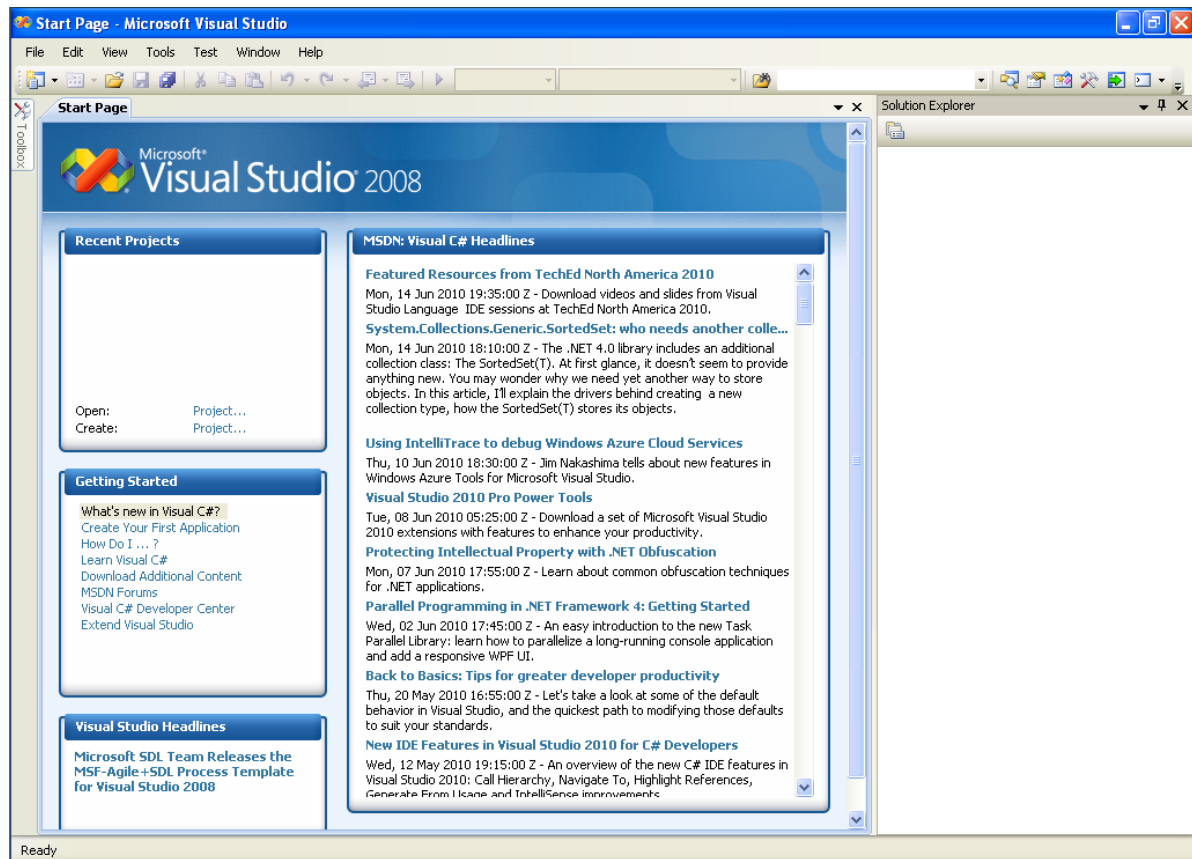 Start Page - Microsoft Visual Studio
File Edit View Tools Test Window Help
Toolbox
Start Page
Solution Explorer
Microsoft®
Visual Studio® 2008
Recent Projects
Open: Project...
Create: Project...
Getting Started
What's new in Visual C#?
Create Your First Application
How Do I ... ?
Learn Visual C#
Download Additional Content
MSDN Forums
Visual C# Developer Center
Extend Visual Studio
Visual Studio Headlines
Microsoft SDL Team Releases the
MSF-Agile+SDL Process Template
for Visual Studio 2008
MSDN: Visual C# Headlines
Featured Resources from TechEd North America 2010
Mon, 14 Jun 2010 19:35:00 Z - Download videos and slides from Visual
Studio Language IDE sessions at TechEd North America 2010.
System.Collections.Generic.SortedSet: who needs another colle...
Mon, 14 Jun 2010 18:10:00 Z - The .NET 4.0 library includes an additional
collection class: The SortedSet(T). At first glance, it doesn't seem to provide
anything new. You may wonder why we need yet another way to store
objects. In this article, I'll explain the drivers behind creating a new
collection type, how the SortedSet(T) stores its objects.
Using IntelliTrace to debug Windows Azure Cloud Services
Thu, 10 Jun 2010 18:30:00 Z - Jim Nakashima tells about new features in
Windows Azure Tools for Microsoft Visual Studio.
Visual Studio 2010 Pro Power Tools
Tue, 08 Jun 2010 05:25:00 Z - Download a set of Microsoft Visual Studio
2010 extensions with features to enhance your productivity.
Protecting Intellectual Property with .NET Obfuscation
Mon, 07 Jun 2010 17:55:00 Z - Learn about common obfuscation techniques
for .NET applications.
Parallel Programming in .NET Framework 4: Getting Started
Wed, 02 Jun 2010 17:45:00 Z - An easy introduction to the new Task
Parallel Library: learn how to parallelize a long-running console application
and add a responsive WPF UI.
Back to Basics: Tips for greater developer productivity
Thu, 20 May 2010 16:55:00 Z - Let's take a look at some of the default
behavior in Visual Studio, and the quickest path to modifying those defaults
to suit your standards.
New IDE Features in Visual Studio 2010 for C# Developers
Wed, 12 May 2010 19:15:00 Z - An overview of the new C# IDE features in
Visual Studio 2010: Call Hierarchy, Navigate To, Highlight References,
Generate From Usage and IntelliSense improvements
Ready